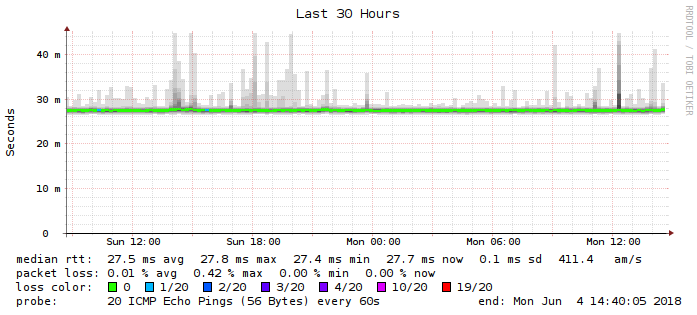 Last 30 Hours
RRDTOOL / TOBI OETIKER
Seconds
40 m
30 m
20 m
10 m
0
Sun 12:00 Sun 18:00 Mon 00:00 Mon 06:00 Mon 12:00
median rtt: 27.5 ms avg 27.8 ms max 27.4 ms min 27.7 ms now 0.1 ms sd 411.4 am/s
packet loss: 0.01 % avg 0.42 % max 0.00 % min 0.00 % now
loss color: 0 1/20 2/20 3/20 4/20 10/20 19/20
probe: 20 ICMP Echo Pings (56 Bytes) every 60s end: Mon Jun 4 14:40:05 2018